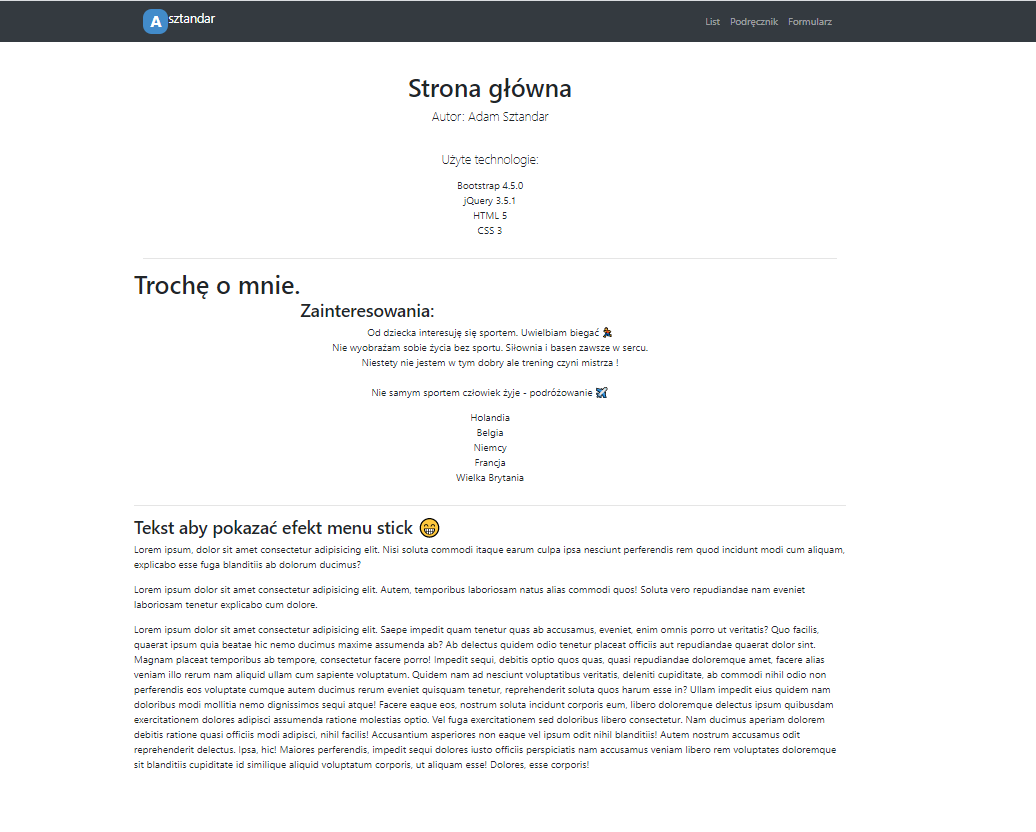 A sztandar
List Podręcznik Formularz
Strona główna
Autor: Adam Sztandar
Użyte technologie:
Bootstrap 4.5.0
jQuery 3.5.1
HTML 5
CSS 3
Trochę o mnie.
Zainteresowania:
Od dziecka interesuję się sportem. Uwielbiam biegać 🏃
Nie wyobrażam sobie życia bez sportu. Siłownia i basen zawsze w sercu.
Niestety nie jestem w tym dobry ale trening czyni mistrza !
Nie samym sportem człowiek żyje - podróżowanie ✈
Holandia
Belgia
Niemcy
Francja
Wielka Brytania
Tekst aby pokazać efekt menu stick 😁
Lorem ipsum, dolor sit amet consectetur adipisicing elit. Nisi soluta commodi itaque earum culpa ipsa nesciunt perferendis rem quod incidunt modi cum aliquam,
explicabo esse fuga blanditiis ab dolorum ducimus?
Lorem ipsum dolor sit amet consectetur adipisicing elit. Autem, temporibus laboriosam natus alias commodi quos! Soluta vero repudiandae nam eveniet
laboriosam tenetur explicabo cum dolore.
Lorem ipsum dolor sit amet consectetur adipisicing elit. Saepe impedit quam tenetur quas ab accusamus, eveniet, enim omnis porro ut veritatis? Quo facilis,
quaerat ipsum quia beatae hic nemo ducimus maxime assumenda ab? Ab delectus quidem odio tenetur placeat officiis aut repudiandae quaerat dolor sint.
Magnam placeat temporibus ab tempore, consectetur facere porro! Impedit sequi, debitis optio quos quas, quasi repudiandae doloremque amet, facere alias
veniam illo rerum nam aliquid ullam cum sapiente voluptatum. Quidem nam ad nesciunt voluptatibus veritatis, deleniti cupiditate, ab commodi nihil odio non
perferendis eos voluptate cumque autem ducimus rerum eveniet quisquam tenetur, reprehenderit soluta quos harum esse in? Ullam impedit eius quidem nam
doloribus modi mollitia nemo dignissimos sequi atque! Facere eaque eos, nostrum soluta incidunt corporis eum, libero doloremque delectus ipsum quibusdam
exercitationem dolores adipisci assumenda ratione molestias optio. Vel fuga exercitationem sed doloribus libero consectetur. Nam ducimus aperiam dolorem
debitis ratione quasi officiis modi adipisci, nihil facilis! Accusantium asperiores non eaque vel ipsum odit nihil blanditiis! Autem nostrum accusamus odit
reprehenderit delectus. Ipsa, hic! Maiores perferendis, impedit sequi dolores iusto officiis perspiciatis nam accusamus veniam libero rem voluptates doloremque
sit blanditiis cupiditate id similique aliquid voluptatum corporis, ut aliquam esse! Dolores, esse corporis!